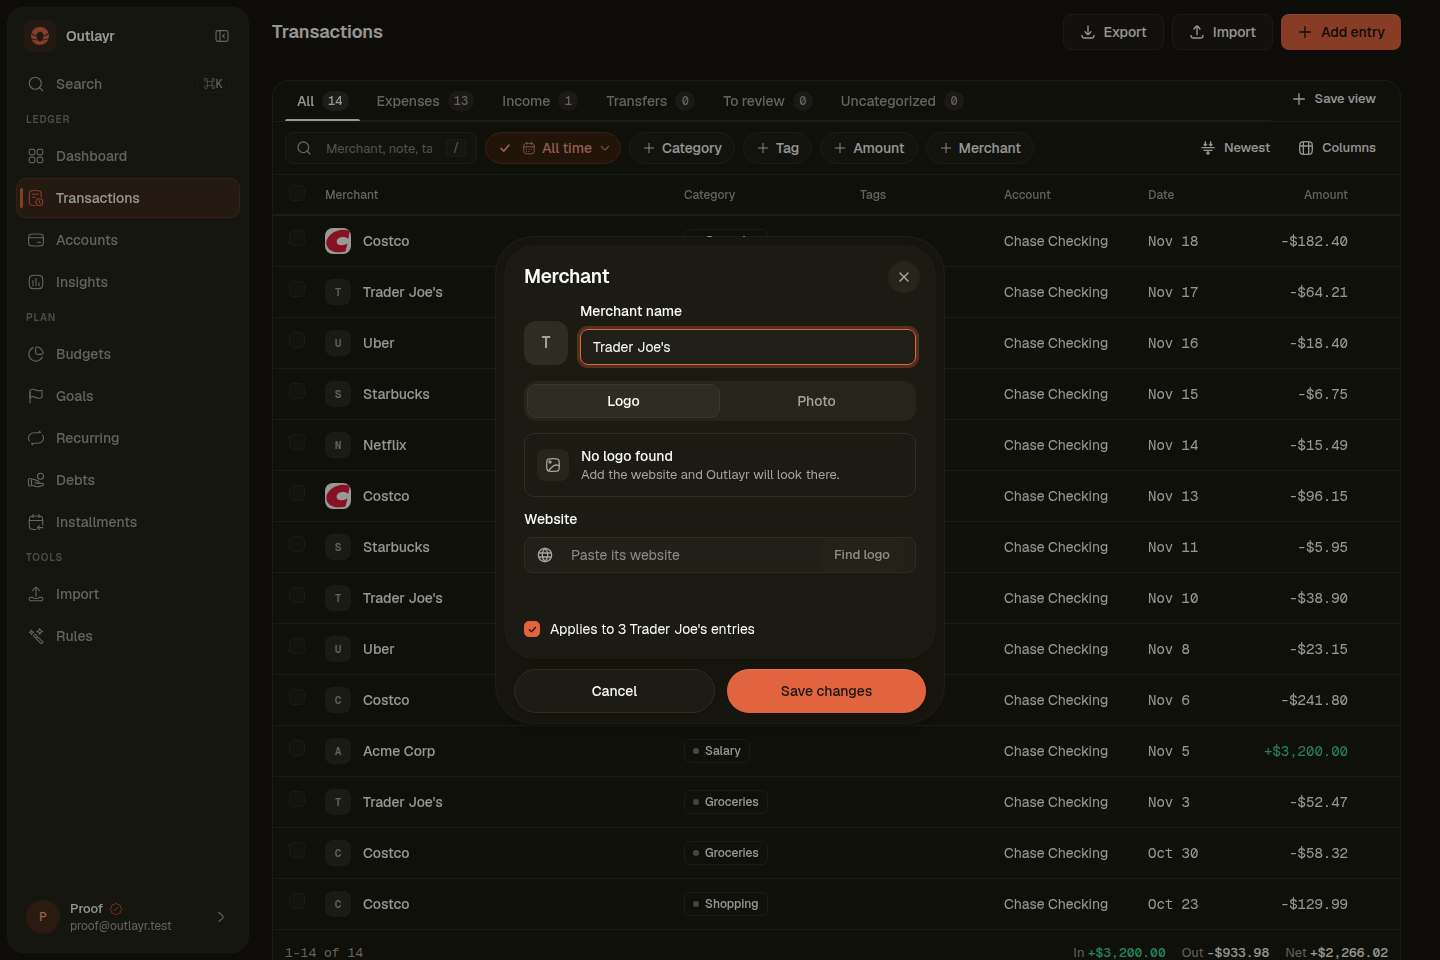 Outlayr
Search ⌘K
LEDGER
Dashboard
Transactions
Accounts
Insights
PLAN
Budgets
Goals
Recurring
Debts
Installments
TOOLS
Import
Rules
P
Proof
proof@outlayr.test
Transactions
Export Import Add entry
All 14 Expenses 13 Income 1 Transfers 0 To review 0 Uncategorized 0 Save view
Merchant, note, ta / All time Category Tag Amount Merchant Newest Columns
Merchant Category Tags Account Date Amount
Costco Chase Checking Nov 18 -$182.40
T Trader Joe's Chase Checking Nov 17 -$64.21
U Uber Chase Checking Nov 16 -$18.40
S Starbucks Chase Checking Nov 15 -$6.75
N Netflix Chase Checking Nov 14 -$15.49
Costco Chase Checking Nov 13 -$96.15
S Starbucks Chase Checking Nov 11 -$5.95
T Trader Joe's Chase Checking Nov 10 -$38.90
U Uber Chase Checking Nov 8 -$23.15
C Costco Chase Checking Nov 6 -$241.80
A Acme Corp Salary Chase Checking Nov 5 +$3,200.00
T Trader Joe's Groceries Chase Checking Nov 3 -$52.47
C Costco Groceries Chase Checking Oct 30 -$58.32
C Costco Shopping Chase Checking Oct 23 -$129.99
1-14 of 14 In +$3,200.00 Out -$933.98 Net +$2,266.02
Merchant
Merchant name
T
Trader Joe's
Logo Photo
No logo found
Add the website and Outlayr will look there.
Website
Paste its website Find logo
Applies to 3 Trader Joe's entries
Cancel Save changes